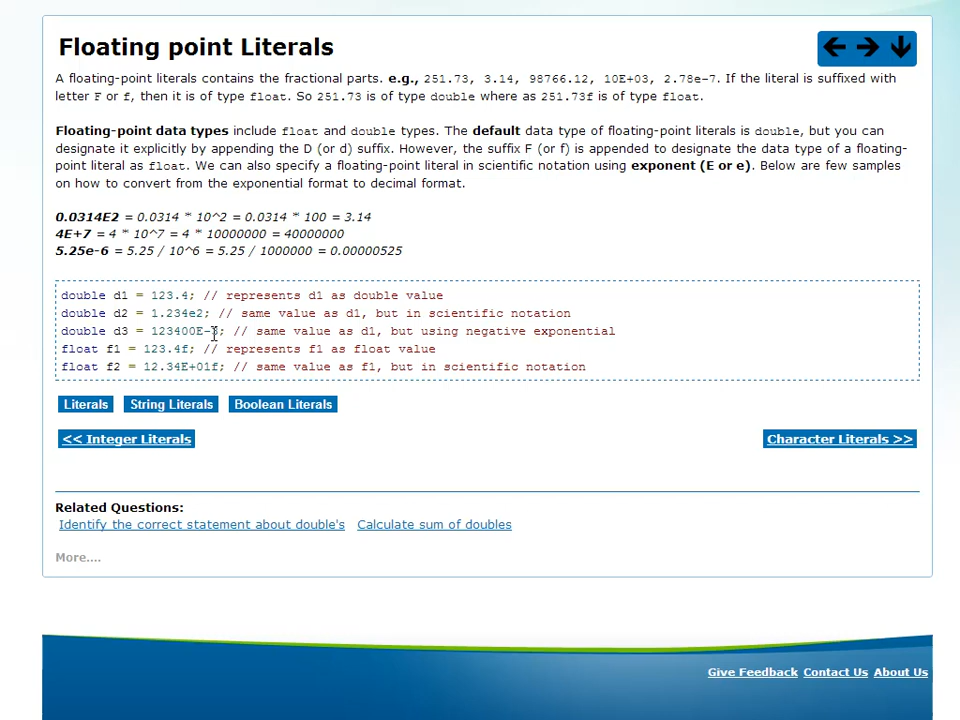 Floating point Literals
A floating-point literals contains the fractional parts. e.g., 251.73, 3.14, 98766.12, 10E+03, 2.78e-7. If the literal is suffixed with
letter F or f, then it is of type float. So 251.73 is of type double where as 251.73f is of type float.
Floating-point data types include float and double types. The default data type of floating-point literals is double, but you can
designate it explicitly by appending the D (or d) suffix. However, the suffix F (or f) is appended to designate the data type of a floating-
point literal as float. We can also specify a floating-point literal in scientific notation using exponent (E or e). Below are few samples
on how to convert from the exponential format to decimal format.
0.0314E2 = 0.0314 * 10^2 = 0.0314 * 100 = 3.14
4E+7 = 4 * 10^7 = 4 * 10000000 = 40000000
5.25e-6 = 5.25 / 10^6 = 5.25 / 1000000 = 0.00000525
double d1 = 123.4; // represents d1 as double value
double d2 = 1.234e2; // same value as d1, but in scientific notation
double d3 = 123400E-3; // same value as d1, but using negative exponential
float f1 = 123.4f; // represents f1 as float value
float f2 = 12.34E+01f; // same value as f1, but in scientific notation
Literals String Literals Boolean Literals
<< Integer Literals Character Literals >>
Related Questions:
Identify the correct statement about double's Calculate sum of doubles
More....
Give Feedback Contact Us About Us